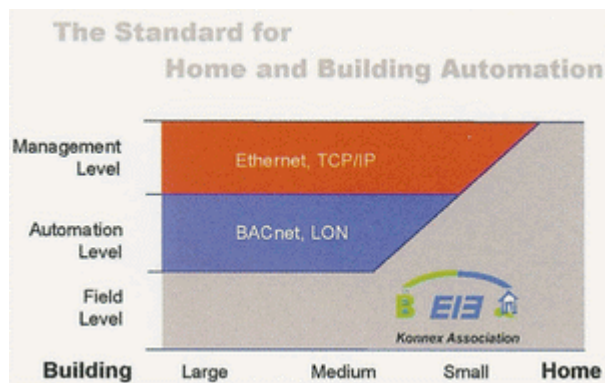 The Standard for
Home and Building Automation
Management
Level
Ethernet, TCP/IP
Automation
Level
BACnet, LON
Field
Level
Konnex Association
Building Large Medium Small Home